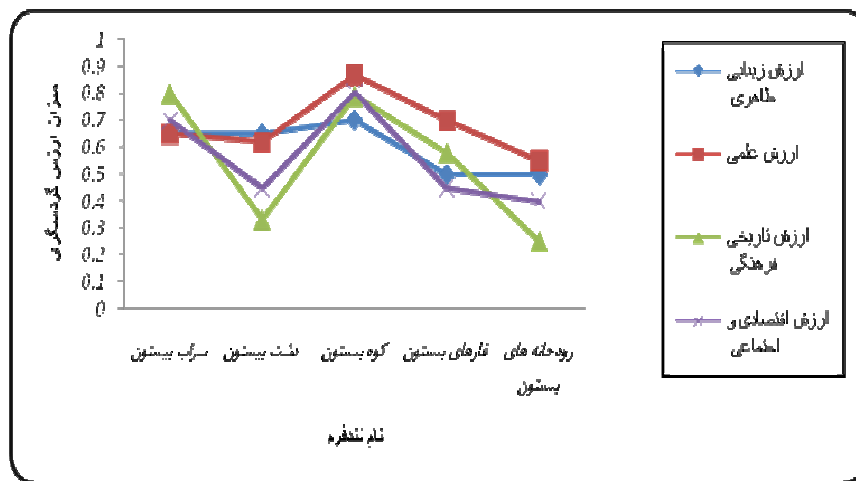 میزان ارزش گردشگری
1
0.9
0.8
0.7
0.6
0.5
0.4
0.3
0.2
0.1
0
سراب بیستون
دشت بیستون
کوه بیستون
غارهای بیستون
رودخانه های
بیستون
نام لندفرم
ارزش زیبایی
ظاهری
ارزش علمی
ارزش تاریخی
فرهنگی
ارزش اقتصادی و
اجتماعی